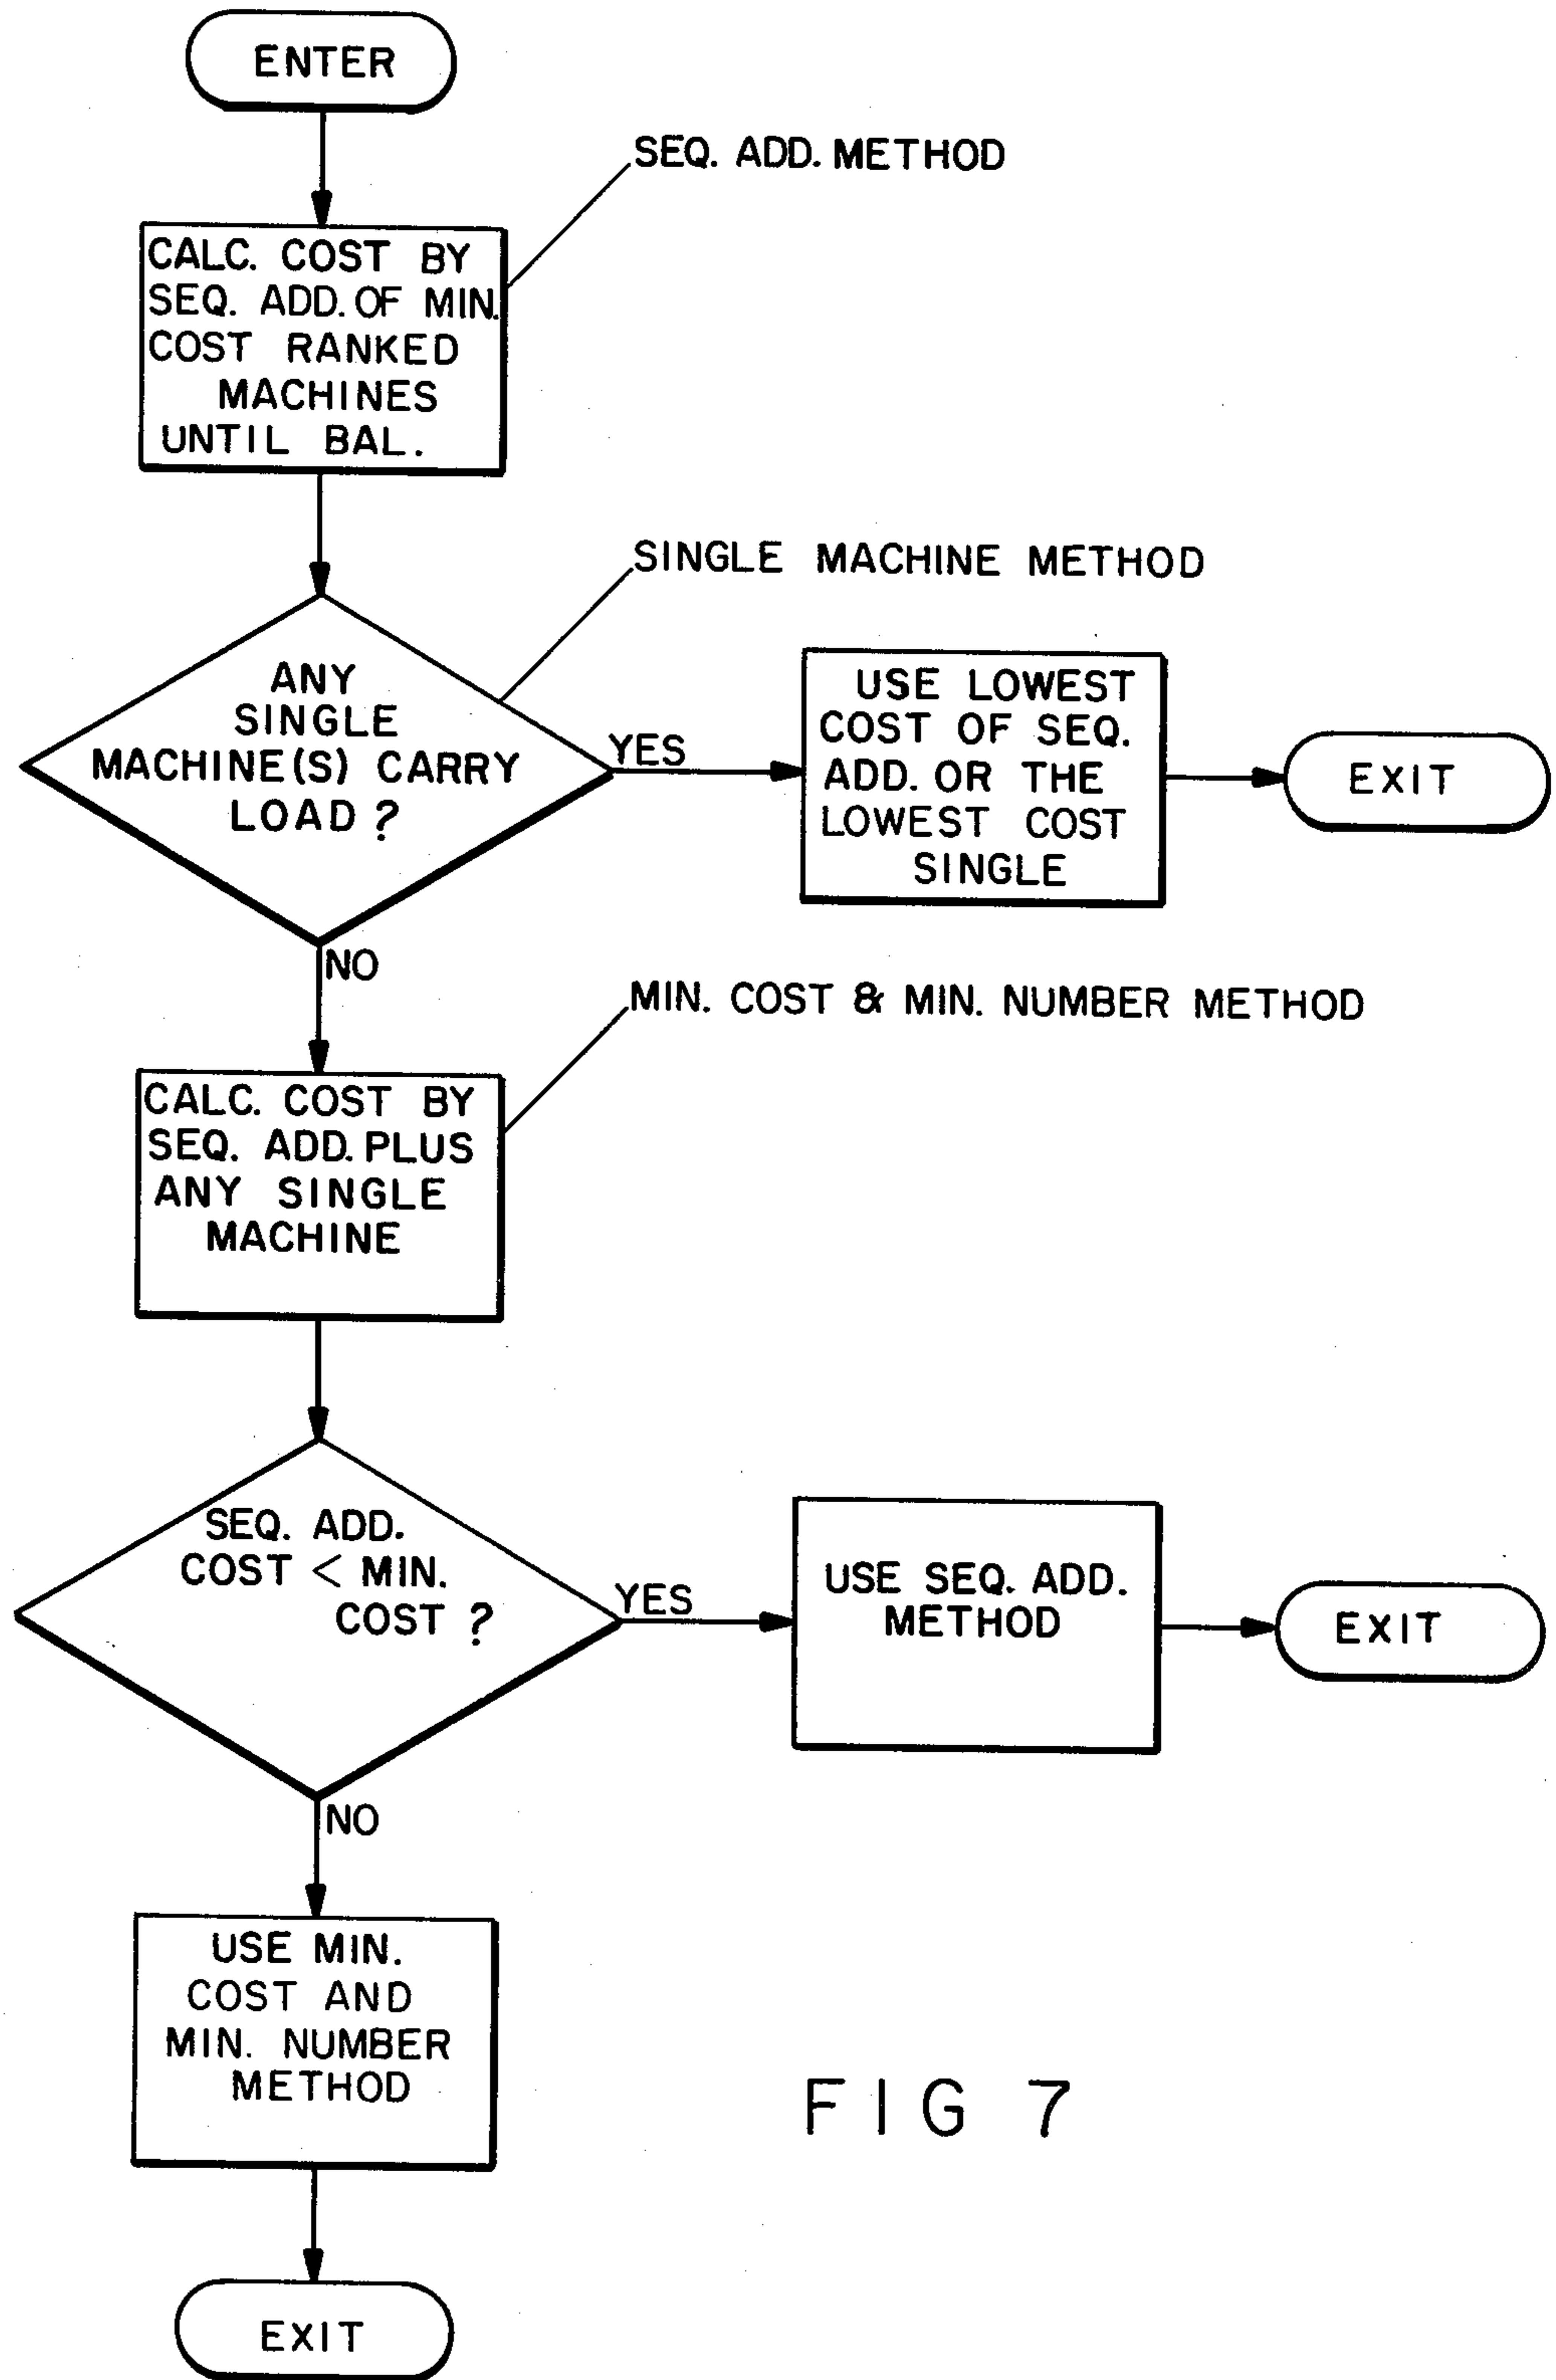 ENTER
SEQ. ADD. METHOD
CALC. COST BY
SEQ. ADD. OF MIN.
COST RANKED
MACHINES
UNTIL BAL.
SINGLE MACHINE METHOD
ANY
SINGLE
MACHINE(S) CARRY
LOAD ?
YES
USE LOWEST
COST OF SEQ.
ADD. OR THE
LOWEST COST
SINGLE
EXIT
NO
MIN. COST & MIN. NUMBER METHOD
CALC. COST BY
SEQ. ADD. PLUS
ANY SINGLE
MACHINE
SEQ. ADD.
COST < MIN.
COST ?
YES
USE SEQ. ADD.
METHOD
EXIT
NO
USE MIN.
COST AND
MIN. NUMBER
METHOD
EXIT
FIG 7